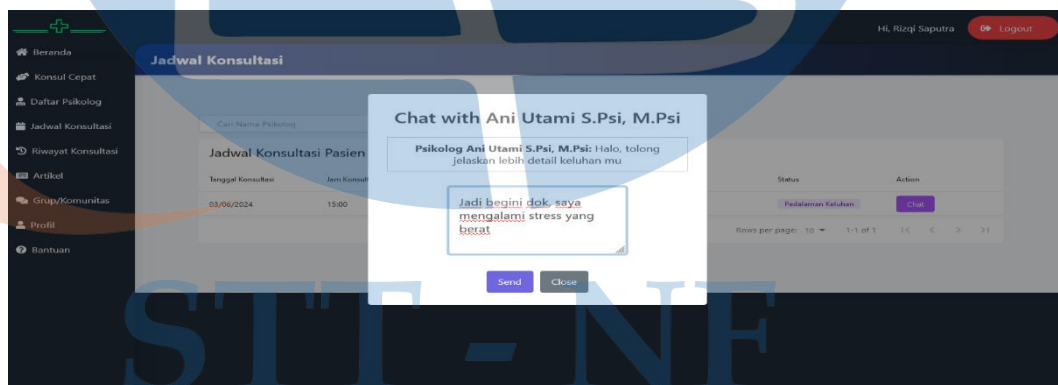 Hi, Rizqi Saputra
Logout
Beranda
Konsul Cepat
Daftar Psikolog
Jadwal Konsultasi
Riwayat Konsultasi
Artikel
Grup/Komunitas
Profil
Bantuan
Jadwal Konsultasi
Cari Nama Psikolog
Jadwal Konsultasi Pasien
Tanggal Konsultasi Jam Konsult Status Action
03/06/2024 15:00 Pedalaman Keluhan Chat
Rows per page: 10 1-1 of 1
Chat with Ani Utami S.Psi, M.Psi
Psikolog Ani Utami S.Psi, M.Psi: Halo, tolong
jelaskan lebih detail keluhan mu
Jadi begini dok, saya
mengalami stress yang
berat
Send Close
STT - NF